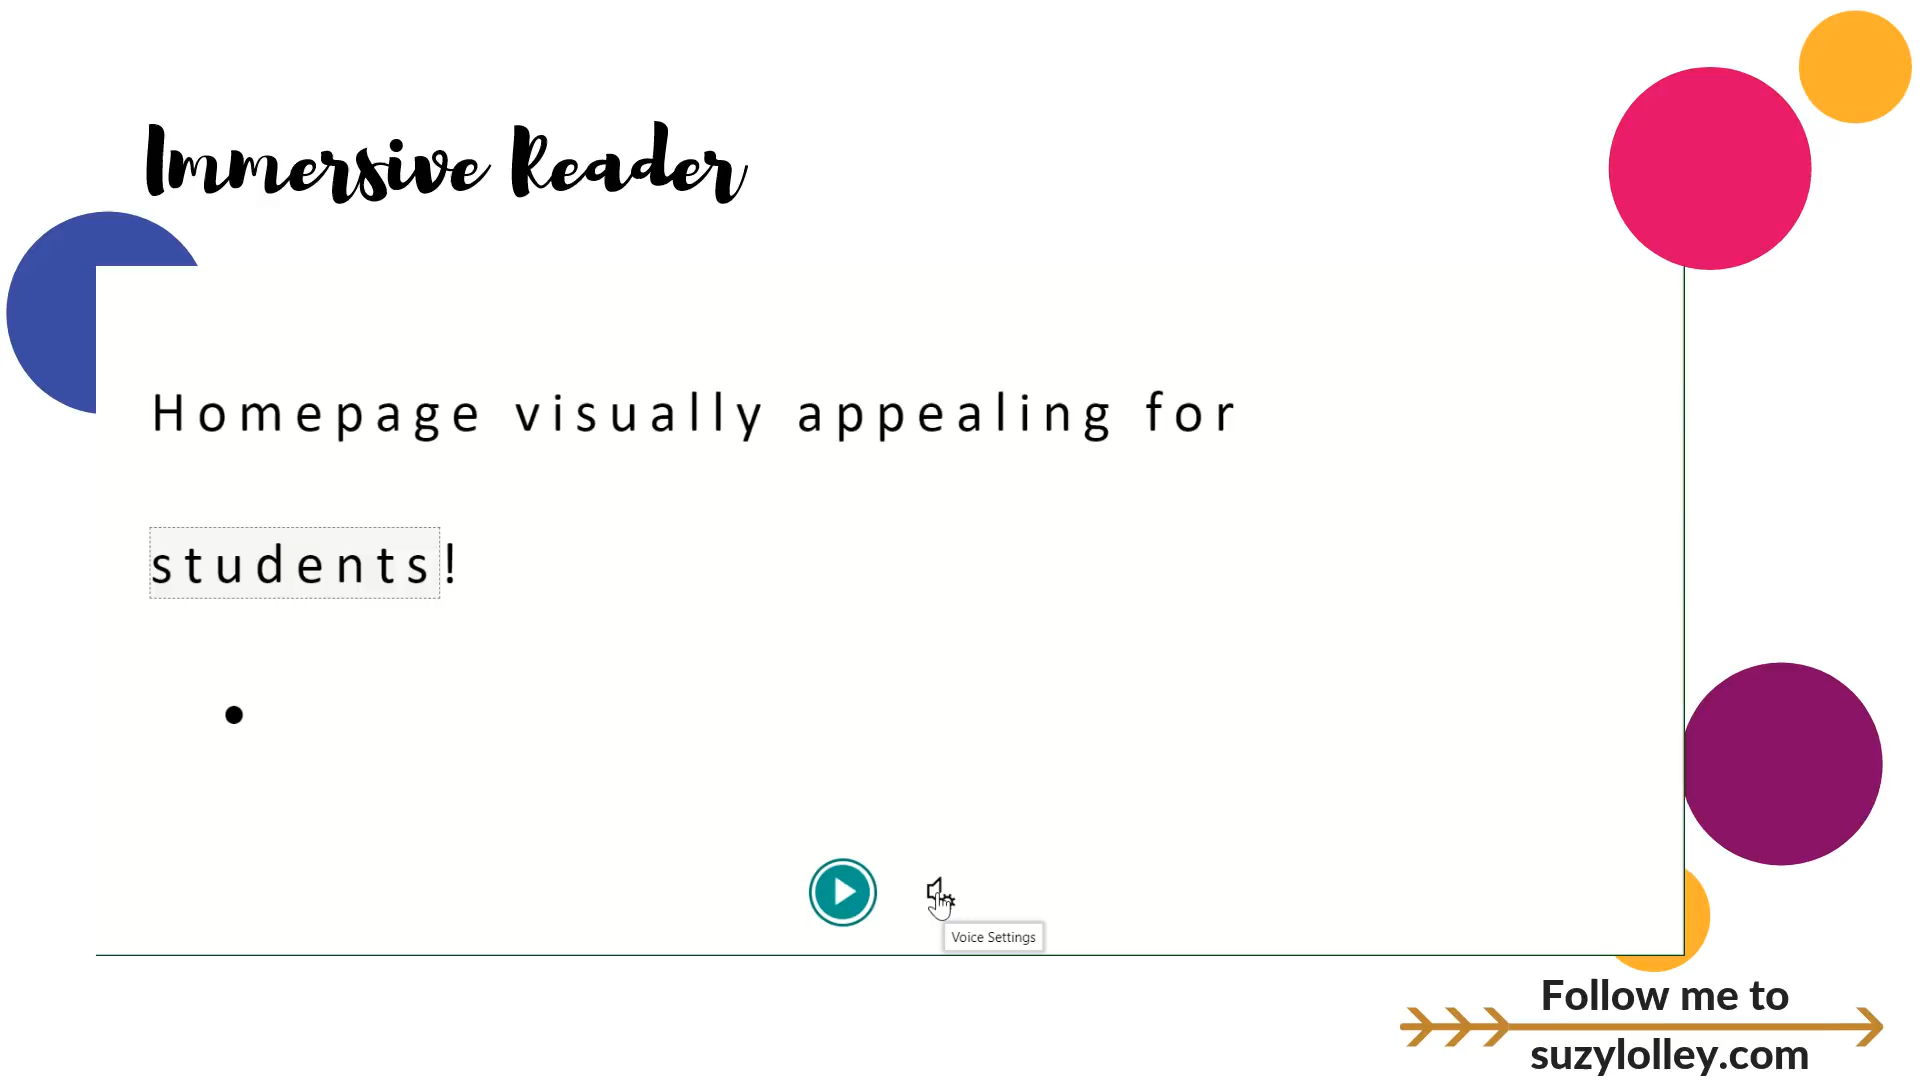 Immersive Reader
Homepage visually appealing for
students!
•
Voice Settings
Follow me to
suzylolley.com